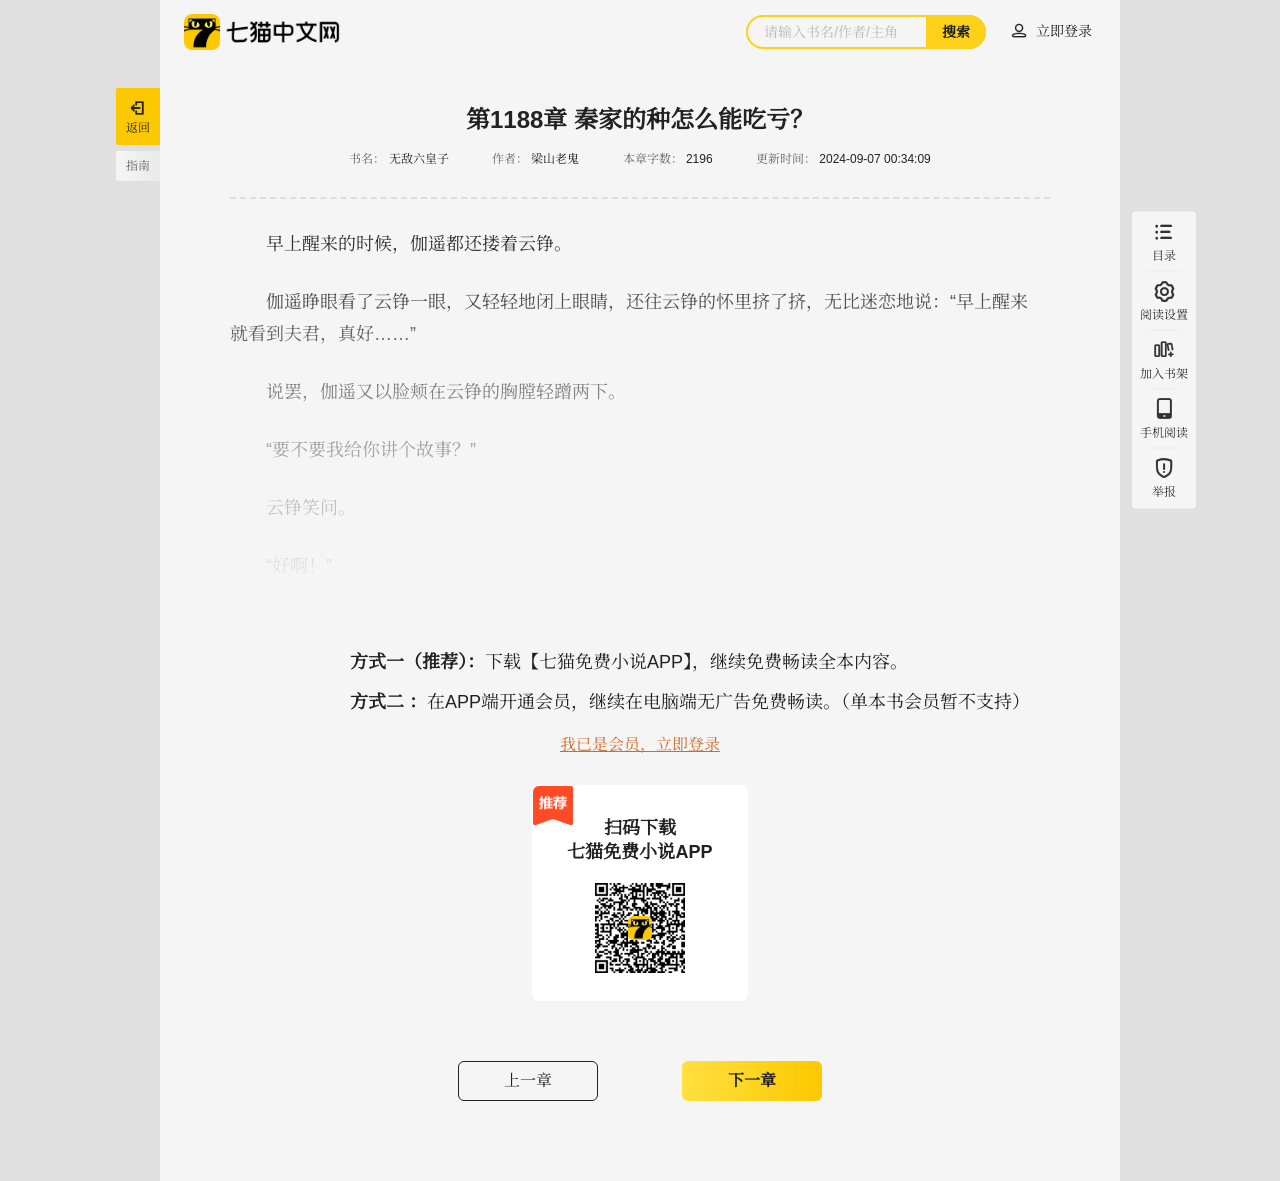 七猫中文网
请输入书名/作者/主角
搜索
立即登录
返回
指南
第1188章 秦家的种怎么能吃亏？
书名： 无敌六皇子 作者： 梁山老鬼 本章字数： 2196 更新时间： 2024-09-07 00:34:09
早上醒来的时候，伽遥都还搂着云铮。
伽遥睁眼看了云铮一眼，又轻轻地闭上眼睛，还往云铮的怀里挤了挤，无比迷恋地说：“早上醒来
就看到夫君，真好……”
说罢，伽遥又以脸颊在云铮的胸膛轻蹭两下。
“要不要我给你讲个故事？”
云铮笑问。
“好啊！”
目录
阅读设置
加入书架
手机阅读
举报
方式一（推荐）：下载【七猫免费小说APP】，继续免费畅读全本内容。
方式二 ：在APP端开通会员，继续在电脑端无广告免费畅读。（单本书会员暂不支持）
我已是会员，立即登录
推荐
扫码下载
七猫免费小说APP
上一章
下一章